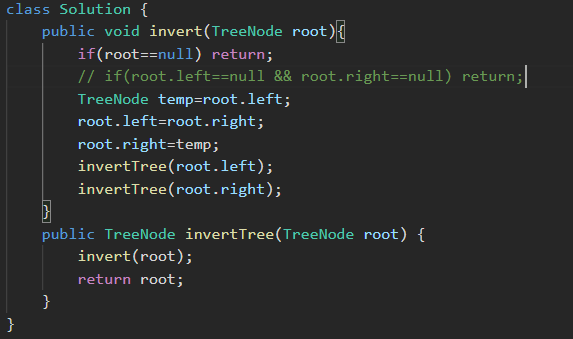 class Solution {
    public void invert(TreeNode root){
        if(root==null) return;
        // if(root.left==null && root.right==null) return;
        TreeNode temp=root.left;
        root.left=root.right;
        root.right=temp;
        invertTree(root.left);
        invertTree(root.right);
    }
    public TreeNode invertTree(TreeNode root) {
        invert(root);
        return root;
    }
}